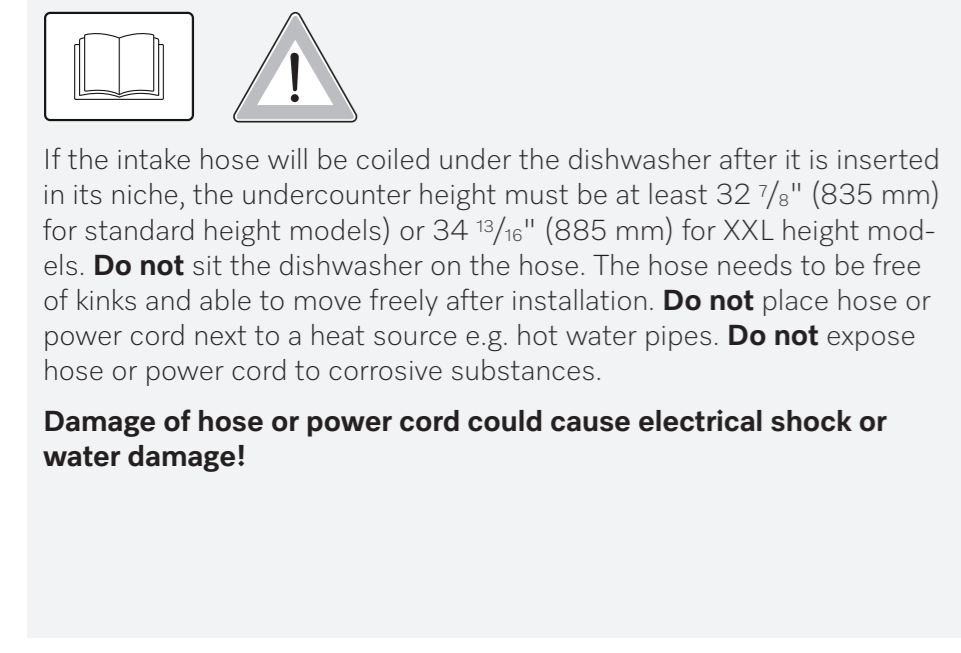 If the intake hose will be coiled under the dishwasher after it is inserted
in its niche, the undercounter height must be at least 32 ⁷/₈" (835 mm)
for standard height models) or 34 ¹³/₁₆" (885 mm) for XXL height mod-
els. Do not sit the dishwasher on the hose. The hose needs to be free
of kinks and able to move freely after installation. Do not place hose or
power cord next to a heat source e.g. hot water pipes. Do not expose
hose or power cord to corrosive substances.
Damage of hose or power cord could cause electrical shock or
water damage!